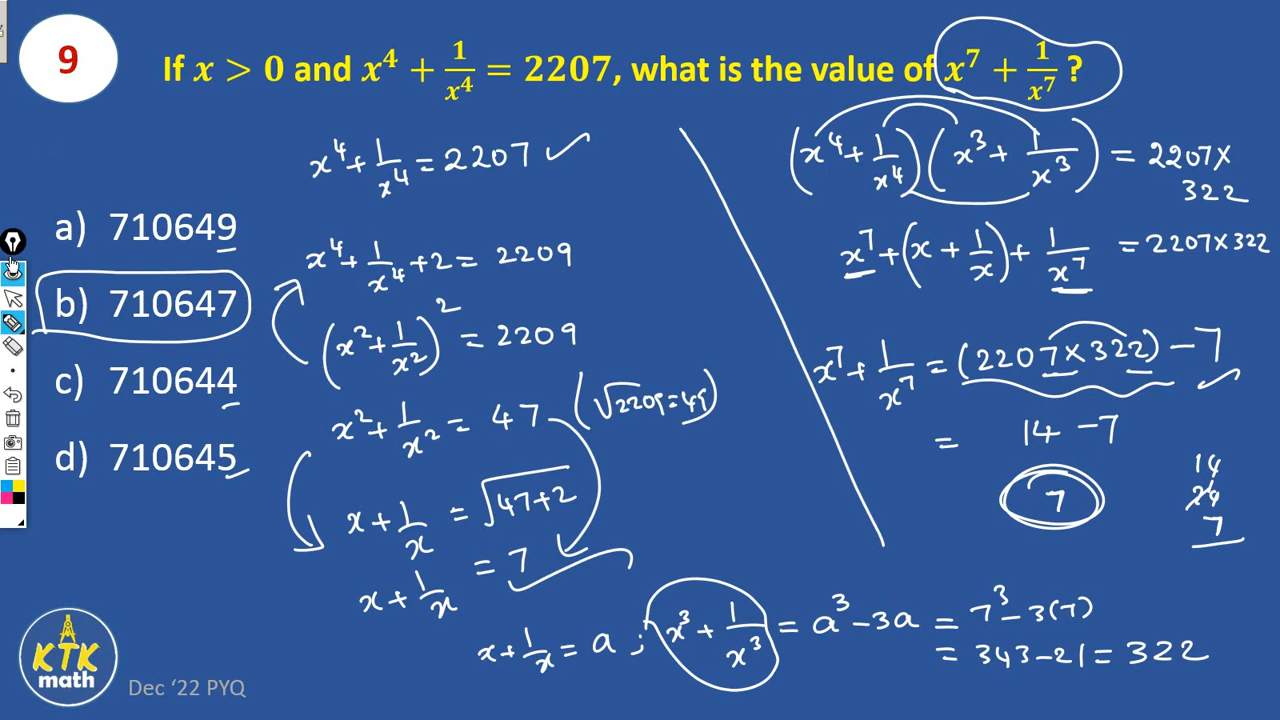 9
If x > 0 and x⁴ + 1/x⁴ = 2207, what is the value of x⁷ + 1/x⁷ ?
a) 710649
b) 710647
c) 710644
d) 710645
x⁴ + 1/x⁴ = 2207 ✓
x⁴ + 1/x⁴ + 2 = 2209
(x² + 1/x²)² = 2209
x² + 1/x² = 47 (√2209 = 49)
x + 1/x = √47+2
x + 1/x = 7
x + 1/x = a ; x³ + 1/x³ = a³ − 3a = 7³ − 3(7)
= 343 − 21 = 322
(x⁴ + 1/x⁴)(x³ + 1/x³) = 2207 ×
322
x⁷ + (x + 1/x) + 1/x⁷ = 2207 × 322
x⁷ + 1/x⁷ = (2207 × 322) − 7
= 14 − 7
7
14
24
7
KTK
math
Dec ‘22 PYQ